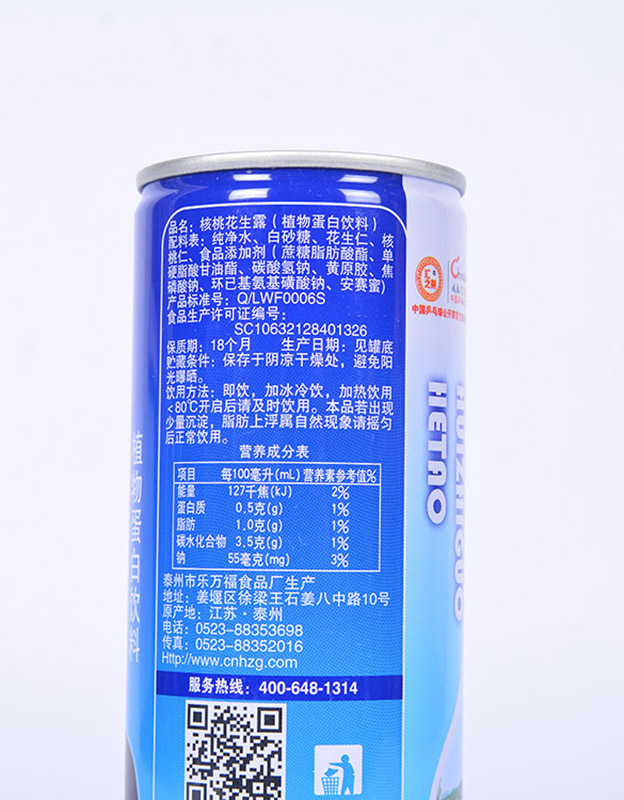 品名：核桃花生露（植物蛋白饮料）
配料表：纯净水、白砂糖、花生仁、核
桃仁、食品添加剂（蔗糖脂肪酸酯、单
硬脂酸甘油酯、碳酸氢钠、黄原胶、焦
磷酸钠、环己基氨基磺酸钠、安赛蜜)
产品标准号：Q/LWF0006S
食品生产许可证编号：
SC10632128401326
保质期：18个月 生产日期：见罐底
贮藏条件：保存于阴凉干燥处，避免阳
光曝晒。
饮用方法：即饮，加冰冷饮，加热饮用
<80℃开启后请及时饮用。本品若出现
少量沉淀，脂肪上浮属自然现象请摇匀
后正常饮用。
营养成分表
项目 每100毫升(mL) 营养素参考值%
能量 127千焦(kJ) 2%
蛋白质 0.5克(g) 1%
脂肪 1.0克(g) 1%
碳水化合物 3.5克(g) 1%
钠 55毫克(mg) 3%
泰州市乐万福食品厂生产
地址：姜堰区徐梁王石姜八中路10号
原产地：江苏·泰州
电话：0523-88353698
传真：0523-88352016
Http://www.cnhzg.com
服务热线：400-648-1314
植物蛋白饮料
汇之果
中国乒乓球公开赛官方
HUIZHIGUO
HETAO